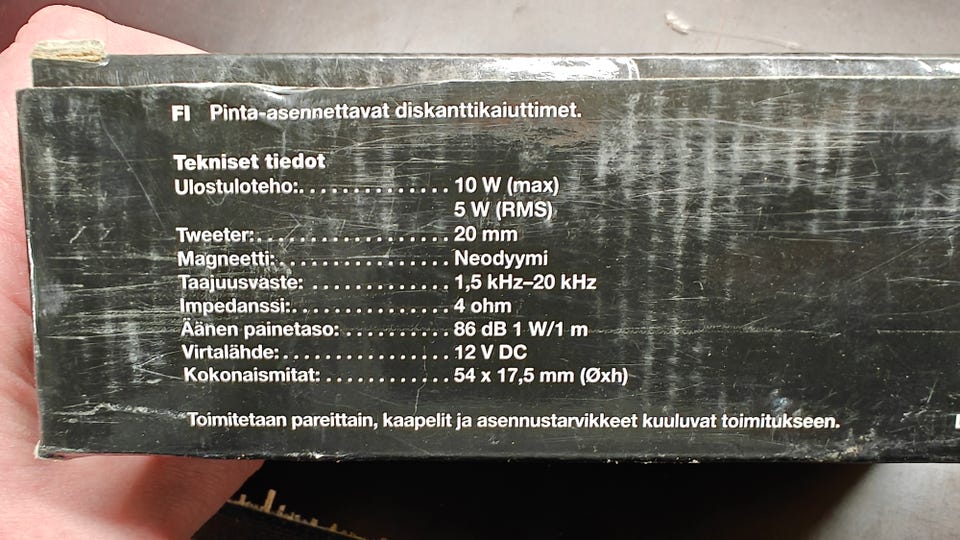 FI Pinta-asennettavat diskanttikaiuttimet.
Tekniset tiedot
Ulostuloteho:.............. 10 W (max)
5 W (RMS)
Tweeter:.................. 20 mm
Magneetti:................ Neodyymi
Taajuusvaste: ............. 1,5 kHz–20 kHz
Impedanssi:............... 4 ohm
Äänen painetaso: .......... 86 dB 1 W/1 m
Virtalähde:................ 12 V DC
Kokonaismitat:............ 54 x 17,5 mm (Øxh)
Toimitetaan pareittain, kaapelit ja asennustarvikkeet kuuluvat toimitukseen.